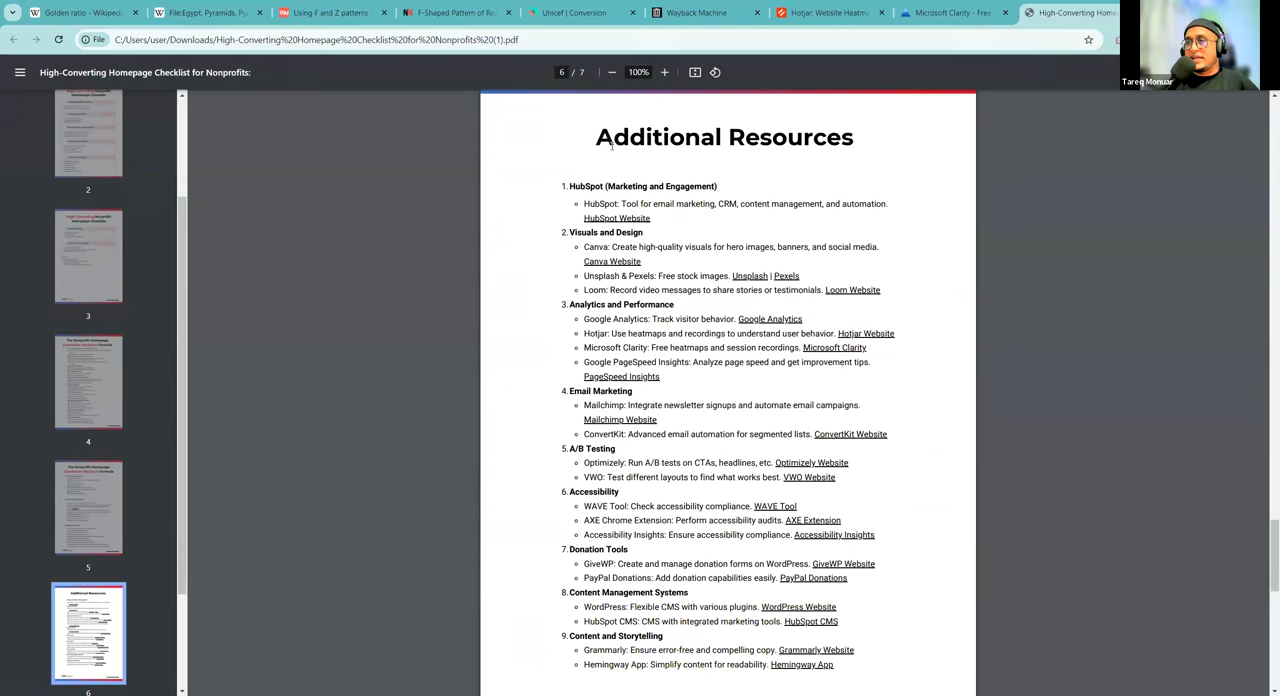 Golden ratio - Wikiped
File:Egypt, Pyramids, Py
Using F and Z patterns
F-Shaped Pattern of Re
Unicef | Conversion
Wayback Machine
Hotjar: Website Heatm
Microsoft Clarity - Free
High-Converting Home
File
C:/Users/user/Downloads/High-Converting%20Homepage%20Checklist%20for%20Nonprofits%20(1).pdf
Tareq Monuar
High-Converting Homepage Checklist for Nonprofits:
6 / 7
100%
2
3
4
5
6
Additional Resources
1. HubSpot (Marketing and Engagement)
HubSpot: Tool for email marketing, CRM, content management, and automation.
HubSpot Website
2. Visuals and Design
Canva: Create high-quality visuals for hero images, banners, and social media.
Canva Website
Unsplash & Pexels: Free stock images. Unsplash | Pexels
Loom: Record video messages to share stories or testimonials. Loom Website
3. Analytics and Performance
Google Analytics: Track visitor behavior. Google Analytics
Hotjar: Use heatmaps and recordings to understand user behavior. Hotjar Website
Microsoft Clarity: Free heatmaps and session recordings. Microsoft Clarity
Google PageSpeed Insights: Analyze page speed and get improvement tips.
PageSpeed Insights
4. Email Marketing
Mailchimp: Integrate newsletter signups and automate email campaigns.
Mailchimp Website
ConvertKit: Advanced email automation for segmented lists. ConvertKit Website
5. A/B Testing
Optimizely: Run A/B tests on CTAs, headlines, etc. Optimizely Website
VWO: Test different layouts to find what works best. VWO Website
6. Accessibility
WAVE Tool: Check accessibility compliance. WAVE Tool
AXE Chrome Extension: Perform accessibility audits. AXE Extension
Accessibility Insights: Ensure accessibility compliance. Accessibility Insights
7. Donation Tools
GiveWP: Create and manage donation forms on WordPress. GiveWP Website
PayPal Donations: Add donation capabilities easily. PayPal Donations
8. Content Management Systems
WordPress: Flexible CMS with various plugins. WordPress Website
HubSpot CMS: CMS with integrated marketing tools. HubSpot CMS
9. Content and Storytelling
Grammarly: Ensure error-free and compelling copy. Grammarly Website
Hemingway App: Simplify content for readability. Hemingway App